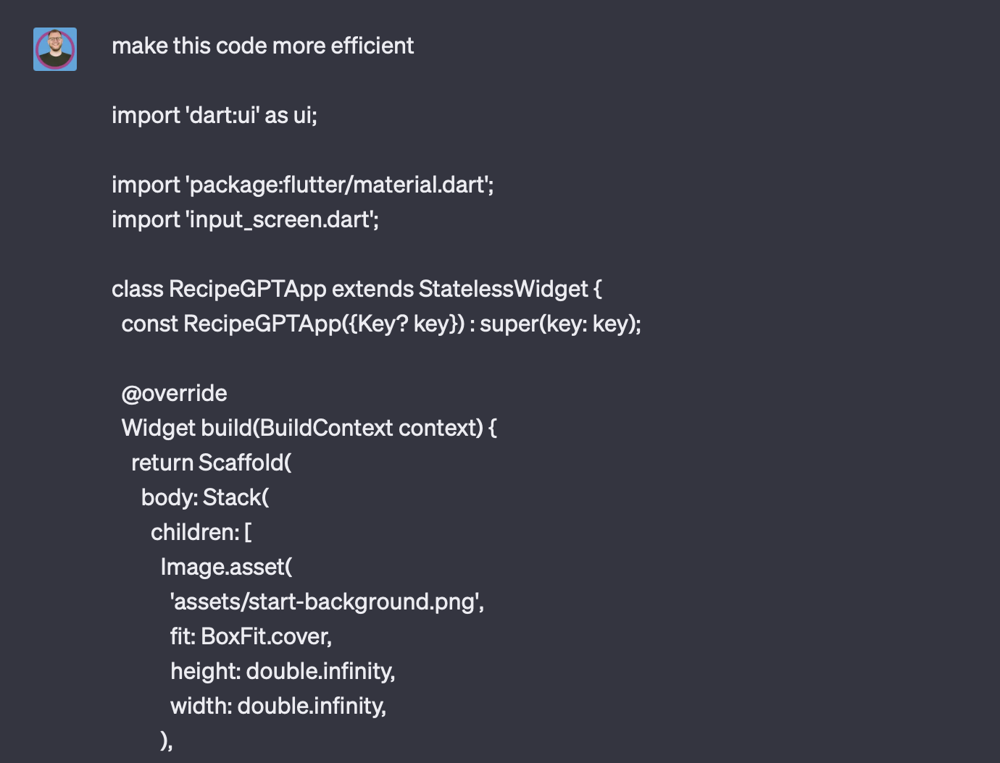 make this code more efficient
import 'dart:ui' as ui;
import 'package:flutter/material.dart';
import 'input_screen.dart';
class RecipeGPTApp extends StatelessWidget {
const RecipeGPTApp({Key? key}) : super(key: key);
@override
Widget build(BuildContext context) {
return Scaffold(
body: Stack(
children: [
Image.asset(
'assets/start-background.png',
fit: BoxFit.cover,
height: double.infinity,
width: double.infinity,
),